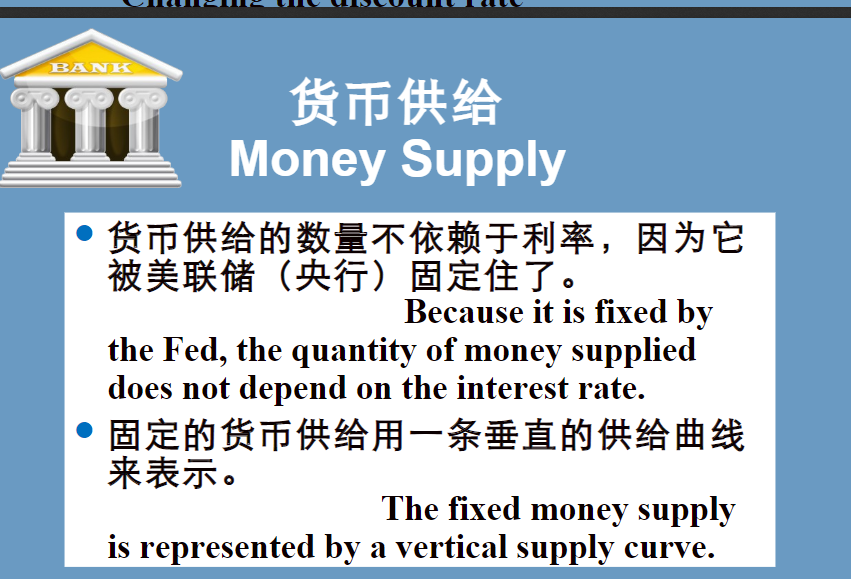 Changing the discount rate
BANK
货币供给
Money Supply
货币供给的数量不依赖于利率，因为它
被美联储（央行）固定住了。
Because it is fixed by
the Fed, the quantity of money supplied
does not depend on the interest rate.
固定的货币供给用一条垂直的供给曲线
来表示。
The fixed money supply
is represented by a vertical supply curve.